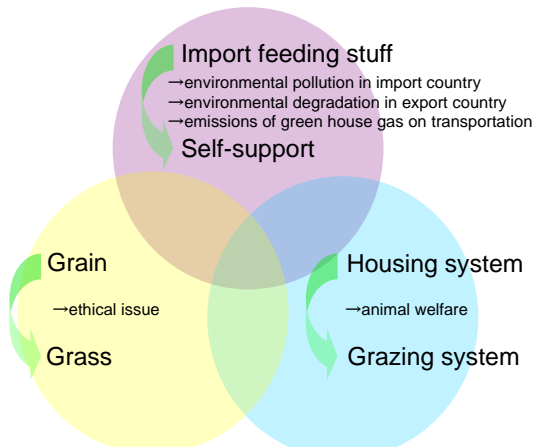 Import feeding stuff
→environmental pollution in import country
→environmental degradation in export country
→emissions of green house gas on transportation
Self-support
Grain
→ethical issue
Grass
Housing system
→animal welfare
Grazing system